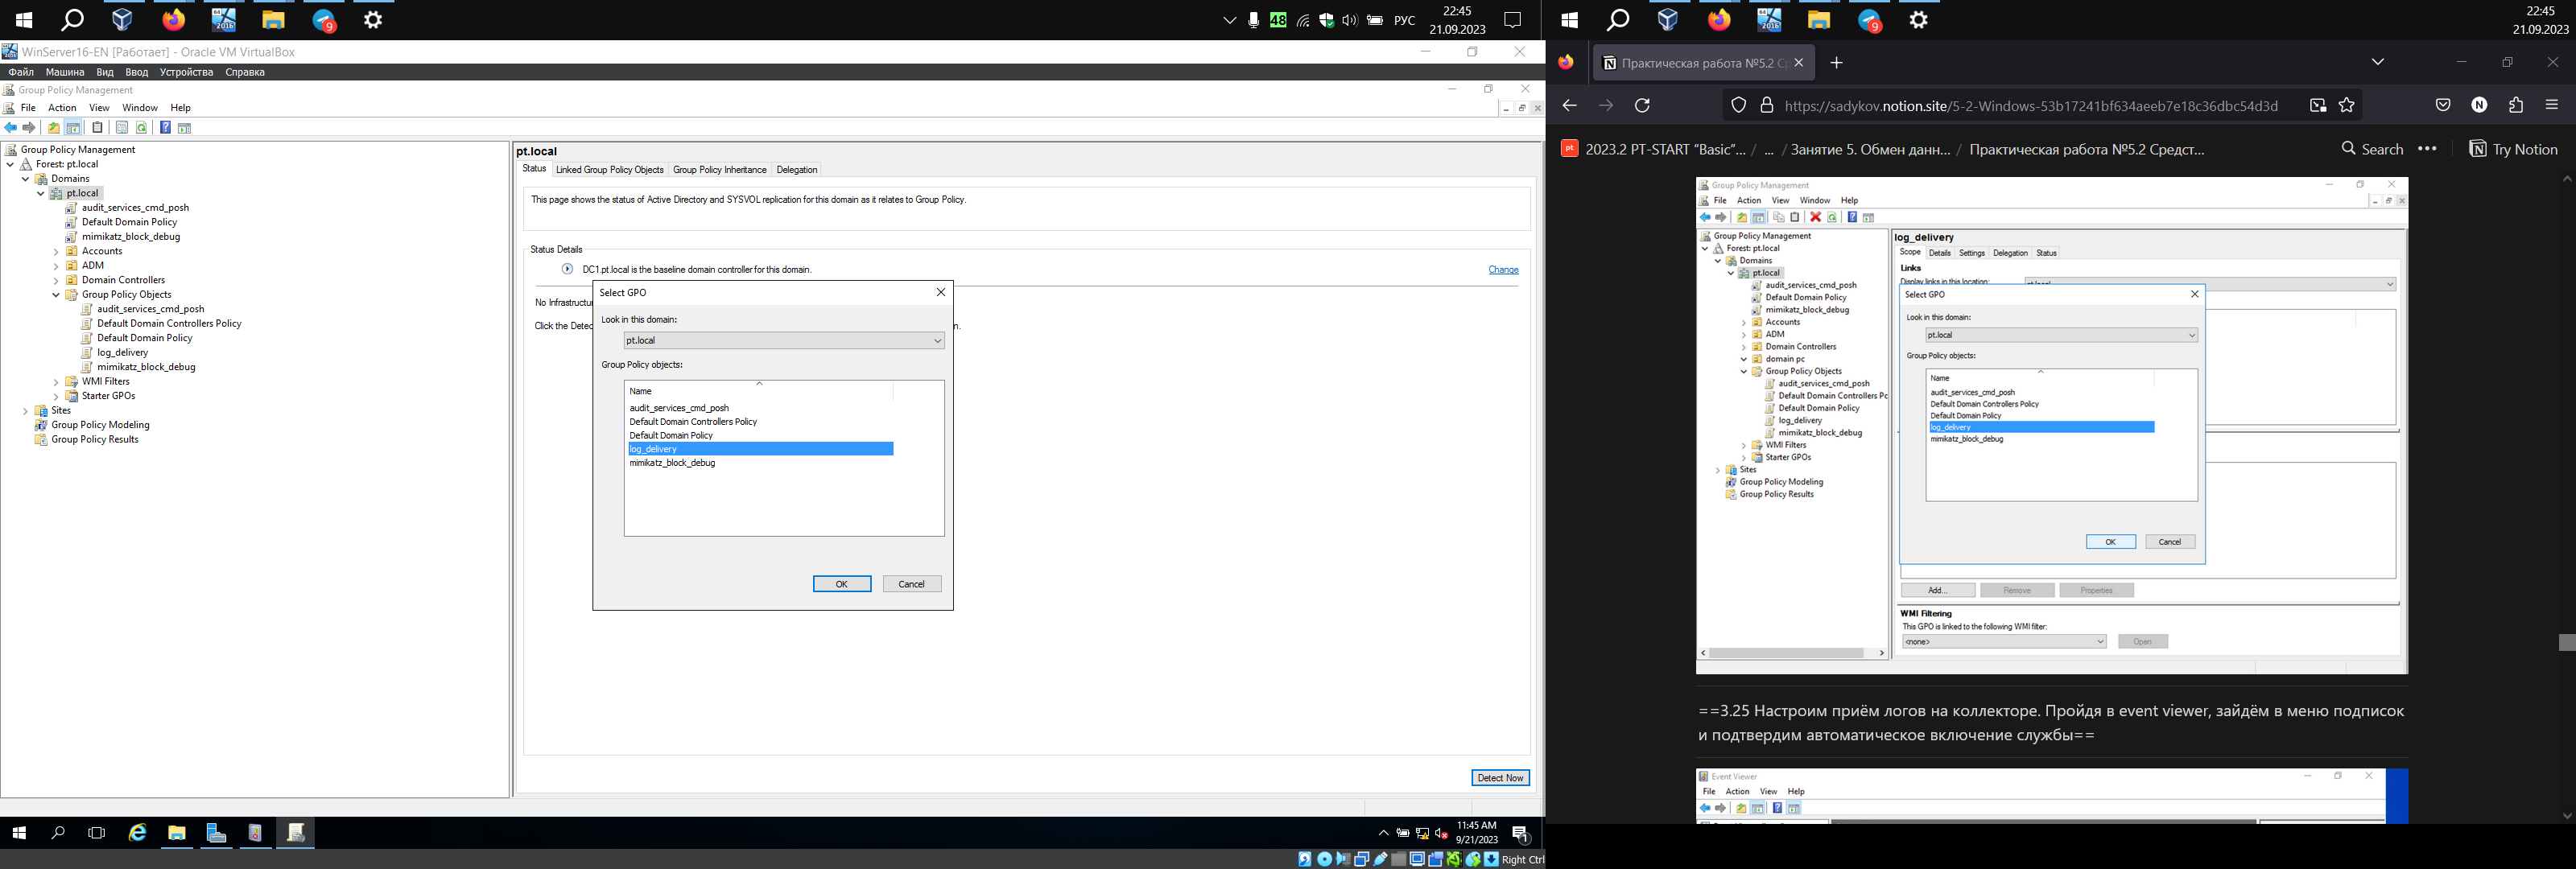 48
РУС
22:45
21.09.2023
9
WinServer16-EN [Работает] - Oracle VM VirtualBox
Файл Машина Вид Ввод Устройства Справка
Group Policy Management
File Action View Window Help
Group Policy Management
Forest: pt.local
Domains
pt.local
audit_services_cmd_posh
Default Domain Policy
mimikatz_block_debug
Accounts
ADM
Domain Controllers
Group Policy Objects
audit_services_cmd_posh
Default Domain Controllers Policy
Default Domain Policy
log_delivery
mimikatz_block_debug
WMI Filters
Starter GPOs
Sites
Group Policy Modeling
Group Policy Results
pt.local
Status Linked Group Policy Objects Group Policy Inheritance Delegation
This page shows the status of Active Directory and SYSVOL replication for this domain as it relates to Group Policy.
Status Details
DC1.pt.local is the baseline domain controller for this domain.
Change
No Infrastructu
Click the Detec
n.
Select GPO
Look in this domain:
pt.local
Group Policy objects:
Name
audit_services_cmd_posh
Default Domain Controllers Policy
Default Domain Policy
log_delivery
mimikatz_block_debug
OK Cancel
Detect Now
11:45 AM
9/21/2023
1
Right Ctrl
2016
9
22:45
21.09.2023
Практическая работа №5.2 Ср
https://sadykov.notion.site/5-2-Windows-53b17241bf634aeeb7e18c36dbc54d3d
pt 2023.2 PT-START “Basic”... / ... / Занятие 5. Обмен данн... / Практическая работа №5.2 Средст...
Search
Try Notion
Group Policy Management
File Action View Window Help
Group Policy Management
Forest: pt.local
Domains
pt.local
audit_services_cmd_posh
Default Domain Policy
mimikatz_block_debug
Accounts
ADM
Domain Controllers
domain pc
Group Policy Objects
audit_services_cmd_posh
Default Domain Controllers Pc
Default Domain Policy
log_delivery
mimikatz_block_debug
WMI Filters
Starter GPOs
Sites
Group Policy Modeling
Group Policy Results
log_delivery
Scope Details Settings Delegation Status
Links
Display links in this location:
Select GPO
Look in this domain:
pt.local
Group Policy objects:
Name
audit_services_cmd_posh
Default Domain Controllers Policy
Default Domain Policy
log_delivery
mimikatz_block_debug
OK Cancel
Add... Remove Properties
WMI Filtering
This GPO is linked to the following WMI filter:
<none>
Open
==3.25 Настроим приём логов на коллекторе. Пройдя в event viewer, зайдём в меню подписок
и подтвердим автоматическое включение службы==
Event Viewer
File Action View Help